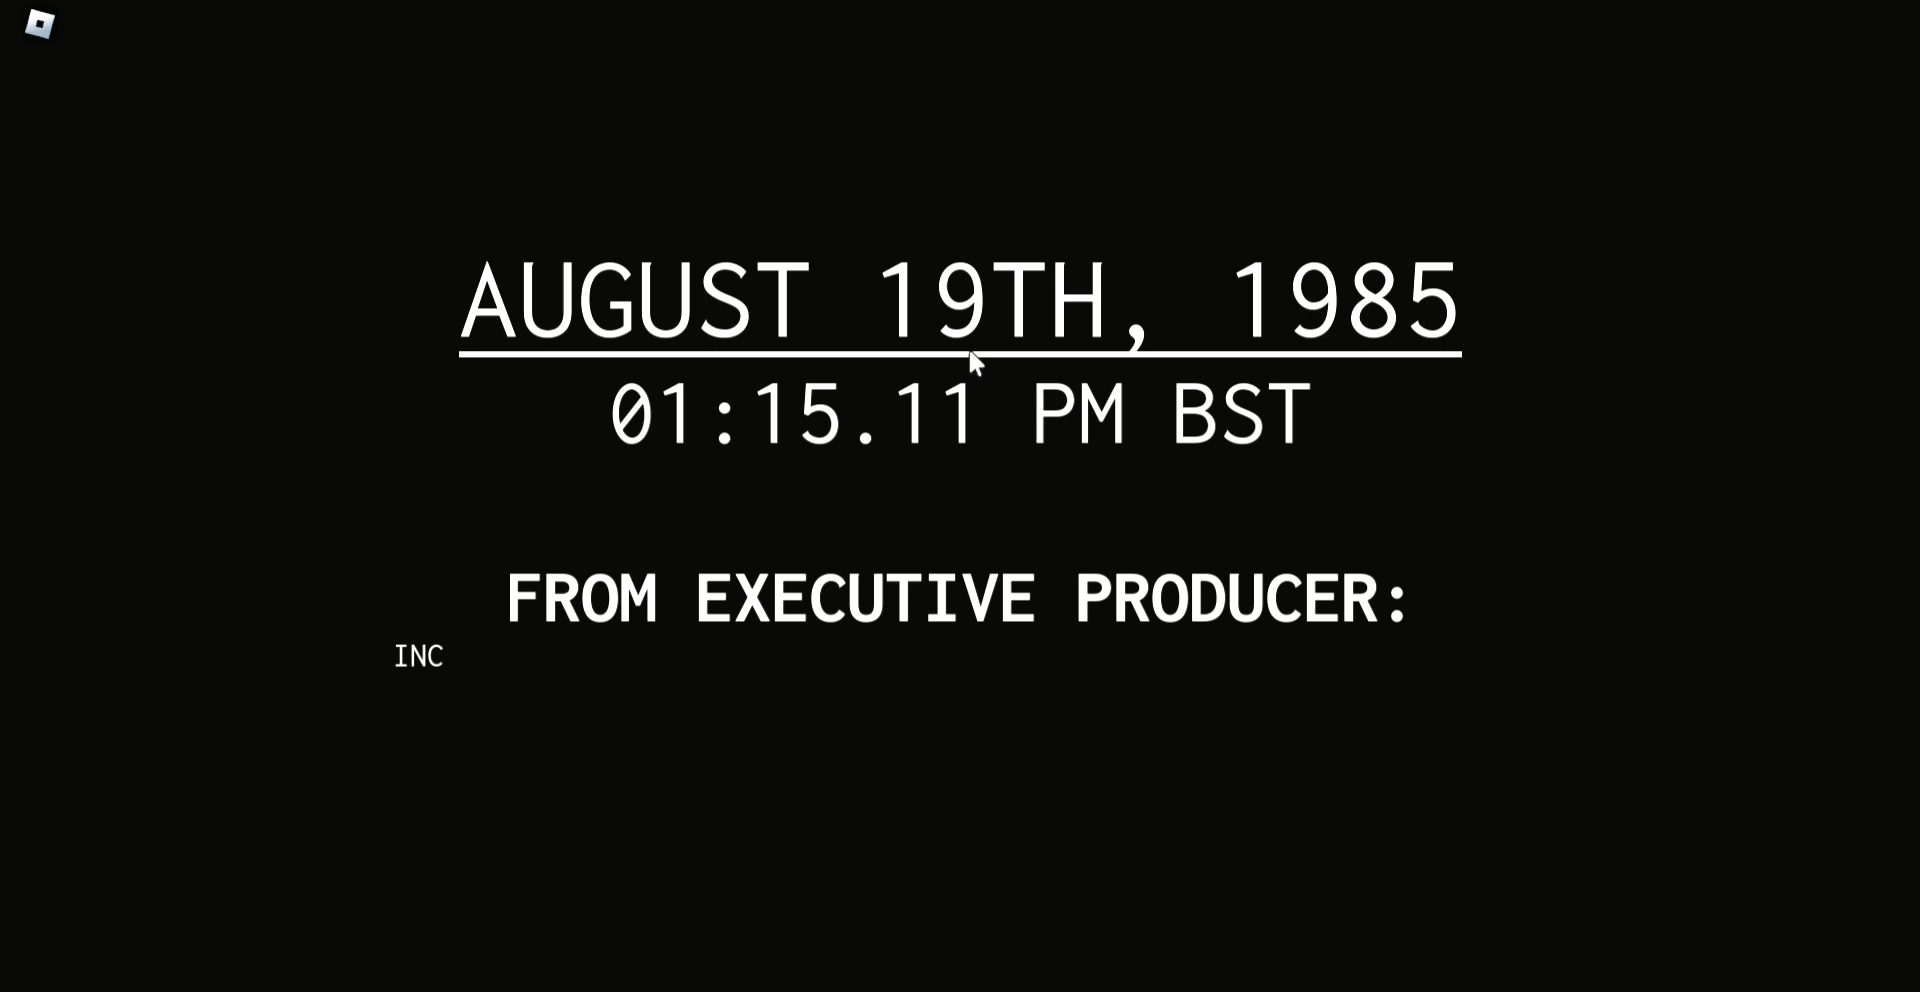 AUGUST 19TH, 1985
01:15.11 PM BST
FROM EXECUTIVE PRODUCER:
INC